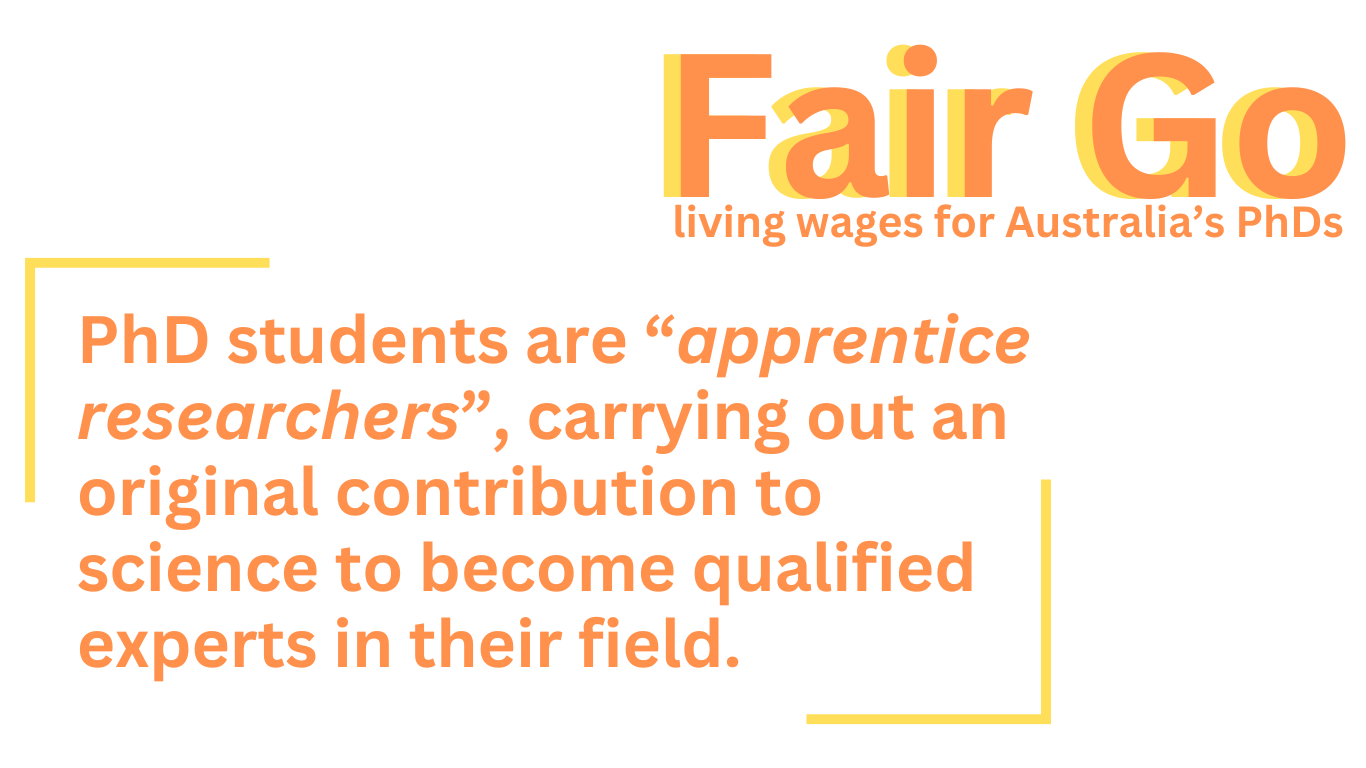 Fair Go
living wages for Australia’s PhDs
PhD students are “apprentice
researchers”, carrying out an
original contribution to
science to become qualified
experts in their field.